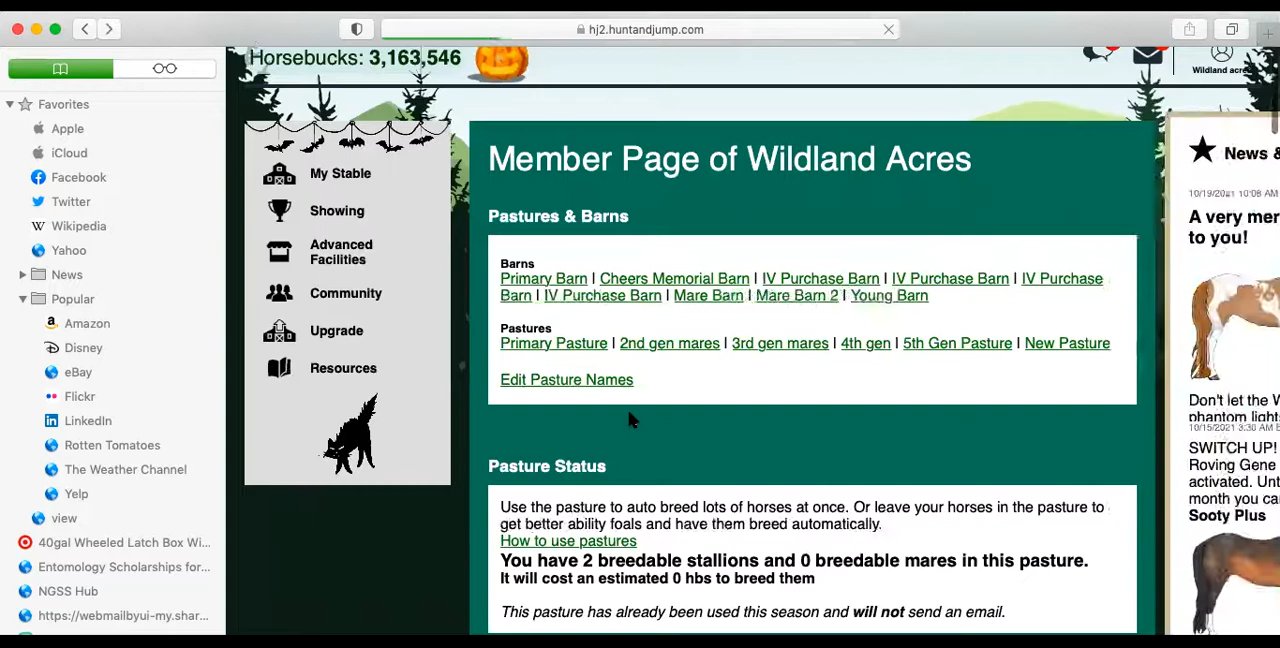 hj2.huntandjump.com
Horsebucks: 3,163,546
Wildland acres
Favorites
Apple
iCloud
Facebook
Twitter
Wikipedia
Yahoo
News
Popular
Amazon
Disney
eBay
Flickr
LinkedIn
Rotten Tomatoes
The Weather Channel
Yelp
view
40gal Wheeled Latch Box Wi...
Entomology Scholarships for...
NGSS Hub
https://webmailbyui-my.shar...
My Stable
Showing
Advanced
Facilities
Community
Upgrade
Resources
Member Page of Wildland Acres
Pastures & Barns
Barns
Primary Barn I Cheers Memorial Barn I IV Purchase Barn I IV Purchase Barn I IV Purchase
Barn I IV Purchase Barn I Mare Barn I Mare Barn 2 I Young Barn
Pastures
Primary Pasture I 2nd gen mares I 3rd gen mares I 4th gen I 5th Gen Pasture I New Pasture
Edit Pasture Names
Pasture Status
Use the pasture to auto breed lots of horses at once. Or leave your horses in the pasture to
get better ability foals and have them breed automatically.
How to use pastures
You have 2 breedable stallions and 0 breedable mares in this pasture.
It will cost an estimated 0 hbs to breed them
This pasture has already been used this season and will not send an email.
News &
10/19/2021 10:08 AM
A very mer
to you!
Don't let the W
phantom light
10/15/2021 3:30 AM E
SWITCH UP!
Roving Gene
activated. Unt
month you can
Sooty Plus